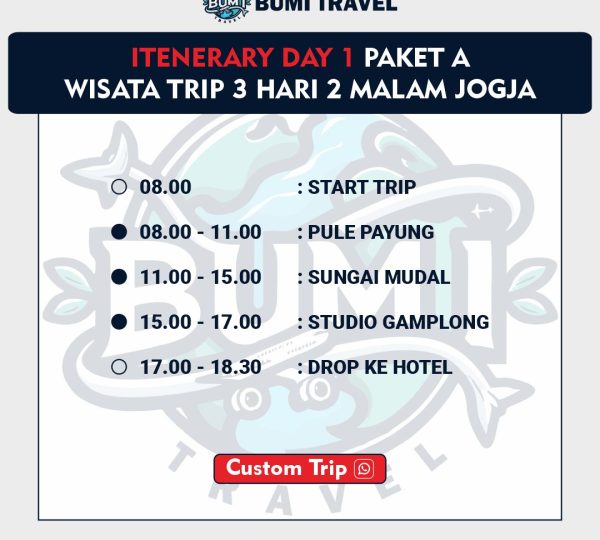 BUMI TRAVEL
BUMI TRAVEL
ITENERARY DAY 1 PAKET A
WISATA TRIP 3 HARI 2 MALAM JOGJA
08.00 : START TRIP
08.00 - 11.00 : PULE PAYUNG
11.00 - 15.00 : SUNGAI MUDAL
15.00 - 17.00 : STUDIO GAMPLONG
17.00 - 18.30 : DROP KE HOTEL
BUMI
TRAVEL
Custom Trip